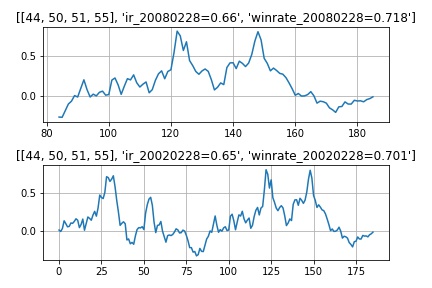 [[44, 50, 51, 55], 'ir_20080228=0.66', 'winrate_20080228=0.718']
0.5
0.0
80 100 120 140 160 180
[[44, 50, 51, 55], 'ir_20020228=0.65', 'winrate_20020228=0.701']
0.5
0.0
0 25 50 75 100 125 150 175